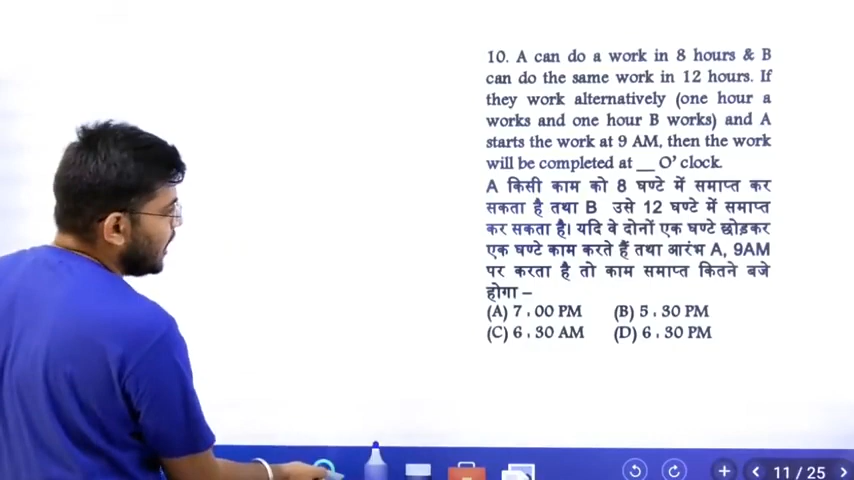 10. A can do a work in 8 hours & B
can do the same work in 12 hours. If
they work alternatively (one hour a
works and one hour B works) and A
starts the work at 9 AM, then the work
will be completed at __ O' clock.
A किसी काम को 8 घण्टे में समाप्त कर
सकता है तथा B उसे 12 घण्टे में समाप्त
कर सकता है। यदि वे दोनों एक घण्टे छोड़कर
एक घण्टे काम करते हैं तथा आरंभ A, 9AM
पर करता है तो काम समाप्त कितने बजे
होगा –
(A) 7 : 00 PM (B) 5 : 30 PM
(C) 6 : 30 AM (D) 6 : 30 PM
11 / 25